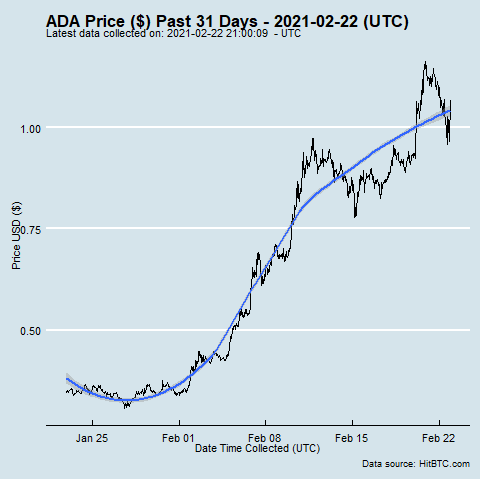 ADA Price ($) Past 31 Days - 2021-02-22 (UTC)
Latest data collected on: 2021-02-22 21:00:09 - UTC
1.00
0.75
0.50
Price USD ($)
Jan 25 Feb 01 Feb 08 Feb 15 Feb 22
Date Time Collected (UTC)
Data source: HitBTC.com